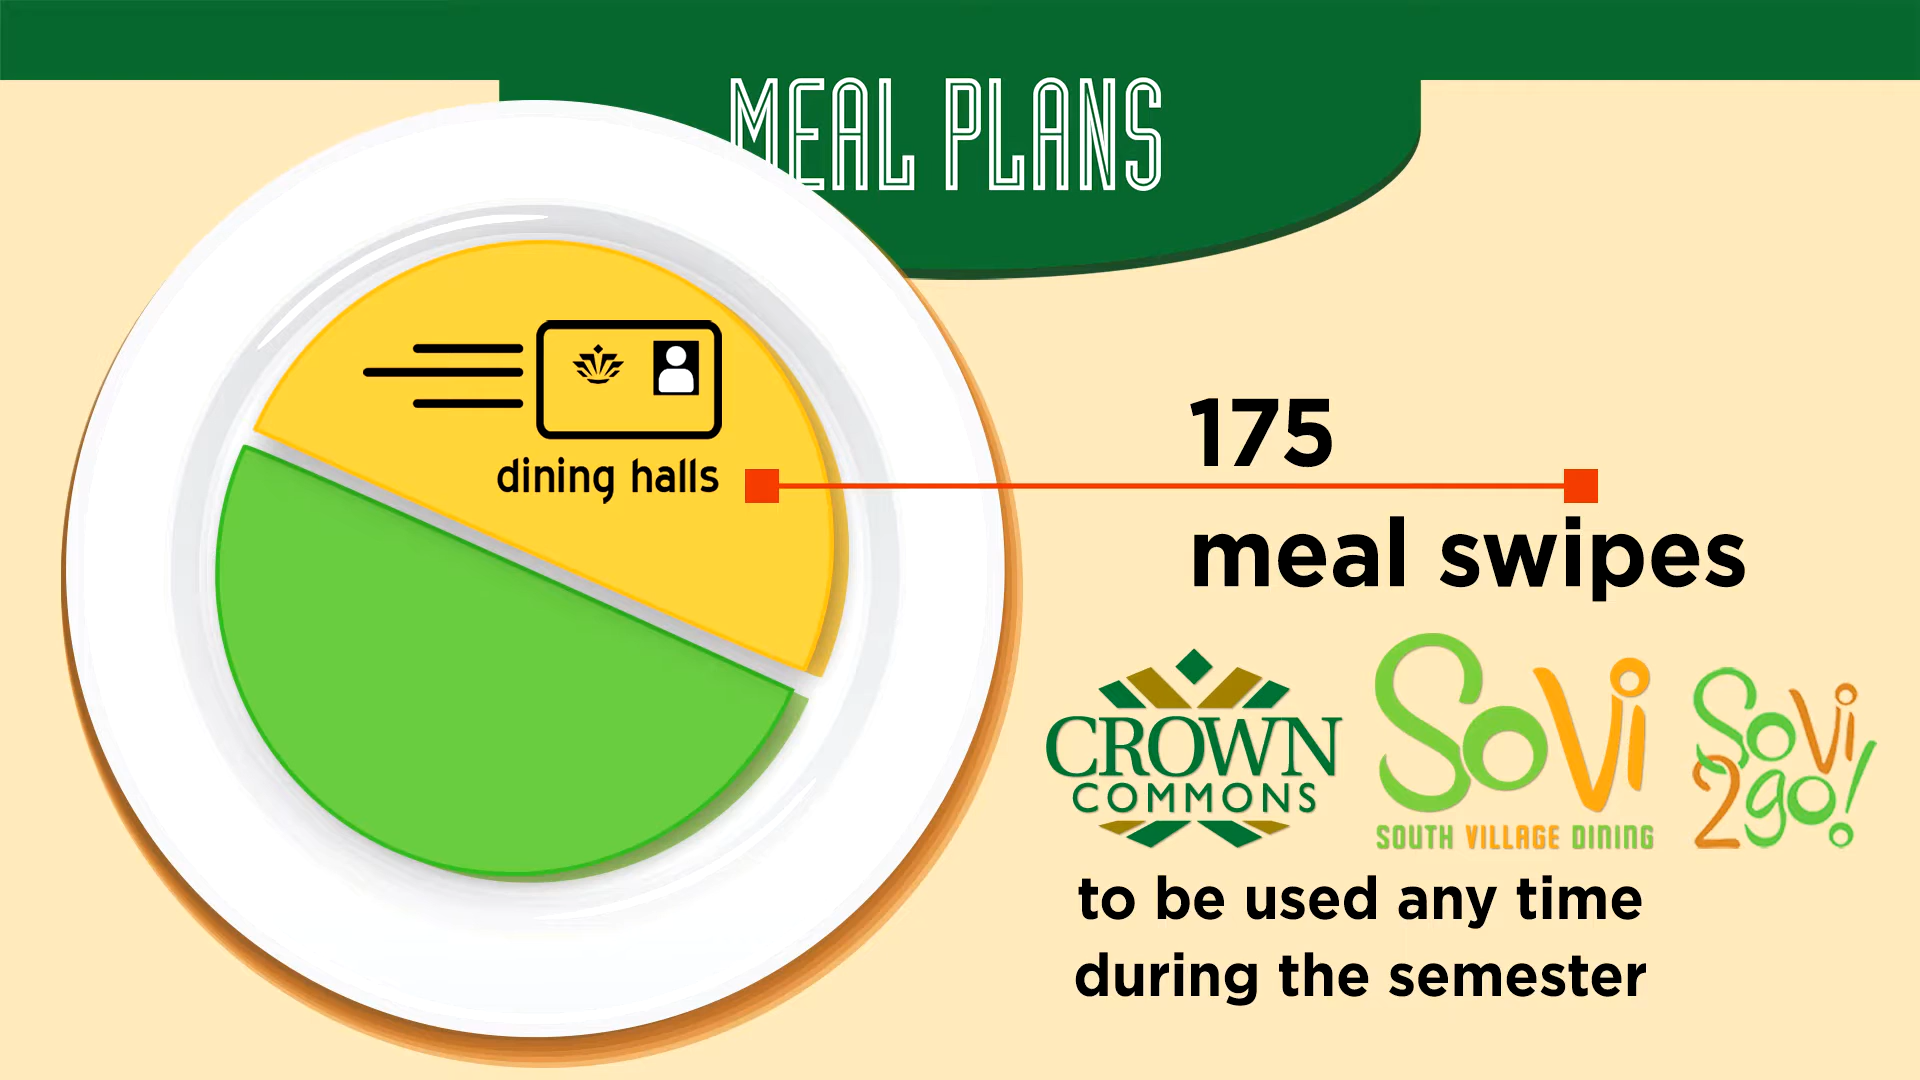 MEAL PLANS
dining halls
175
meal swipes
CROWN
COMMONS
SoVi
SOUTH VILLAGE DINING
SoVi
2go!
to be used any time
during the semester